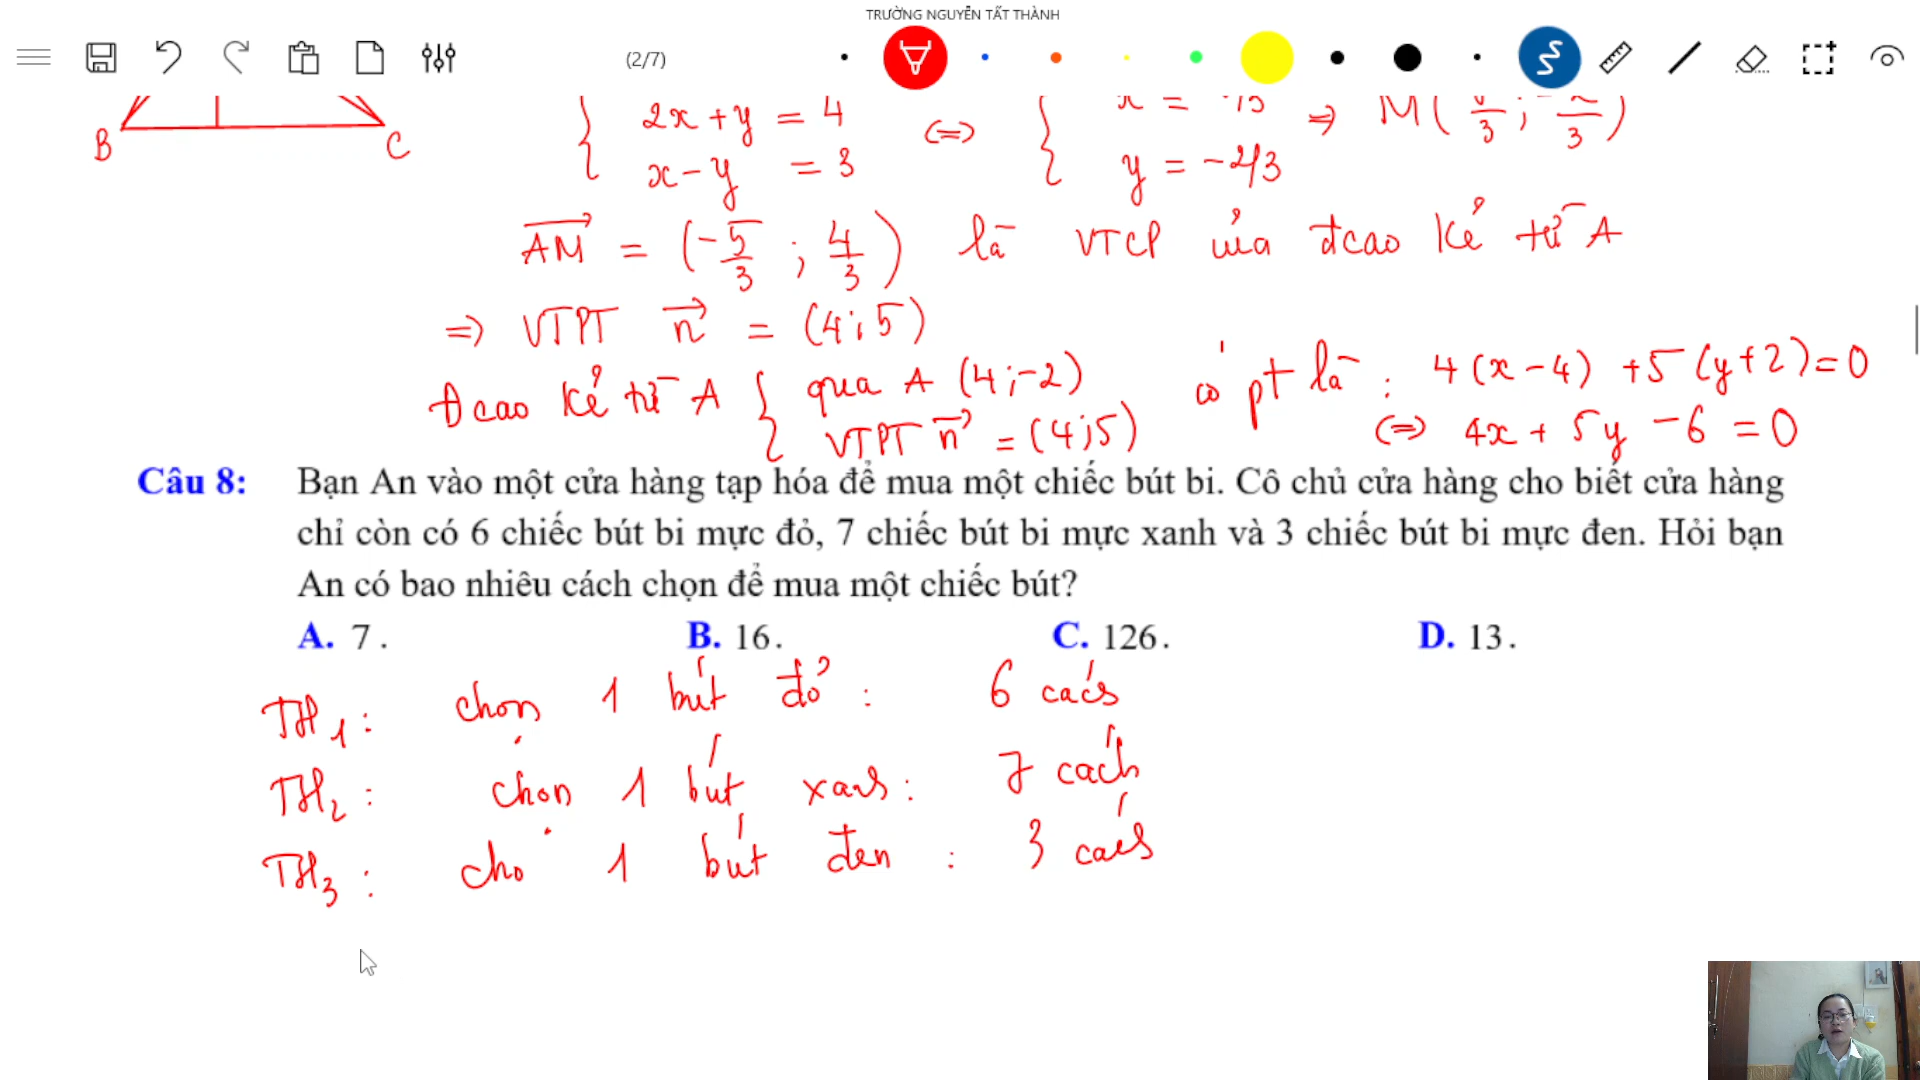 TRƯỜNG NGUYỄN TẤT THÀNH
(2/7)
B C
2x + y = 4
x - y = 3
<=>
y = -2/3
=> M(
AM = (-5/3 ; 4/3) là VTCP của đcao kẻ từ A
=> VTPT n = (4;5)
Đcao kẻ từ A { qua A (4;-2)
VTPT n = (4;5)
có pt là : 4(x-4) +5(y+2)=0
<=> 4x + 5y - 6 = 0
Câu 8: Bạn An vào một cửa hàng tạp hóa để mua một chiếc bút bi. Cô chủ cửa hàng cho biết cửa hàng
chỉ còn có 6 chiếc bút bi mực đỏ, 7 chiếc bút bi mực xanh và 3 chiếc bút bi mực đen. Hỏi bạn
An có bao nhiêu cách chọn để mua một chiếc bút?
A. 7. B. 16. C. 126. D. 13.
TH1: chọn 1 bút đỏ : 6 cách
TH2: chọn 1 bút xanh: 7 cách
TH3: chọ 1 bút đen : 3 cách